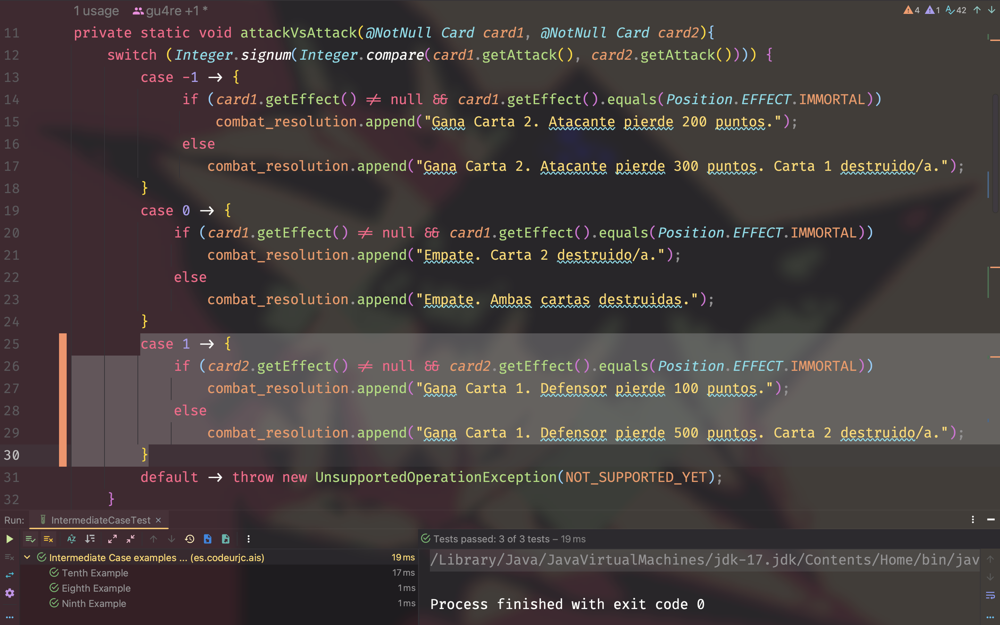 1 usage gu4re +1 * 4 1 42
11 private static void attackVsAttack(@NotNull Card card1, @NotNull Card card2){
12 switch (Integer.signum(Integer.compare(card1.getAttack(), card2.getAttack()))) {
13 case -1 → {
14 if (card1.getEffect() ≠ null && card1.getEffect().equals(Position.EFFECT.IMMORTAL))
15 combat_resolution.append("Gana Carta 2. Atacante pierde 200 puntos.");
16 else
17 combat_resolution.append("Gana Carta 2. Atacante pierde 300 puntos. Carta 1 destruido/a.");
18 }
19 case 0 → {
20 if (card1.getEffect() ≠ null && card1.getEffect().equals(Position.EFFECT.IMMORTAL))
21 combat_resolution.append("Empate. Carta 2 destruido/a.");
22 else
23 combat_resolution.append("Empate. Ambas cartas destruidas.");
24 }
25 case 1 → {
26 if (card2.getEffect() ≠ null && card2.getEffect().equals(Position.EFFECT.IMMORTAL))
27 combat_resolution.append("Gana Carta 1. Defensor pierde 100 puntos.");
28 else
29 combat_resolution.append("Gana Carta 1. Defensor pierde 500 puntos. Carta 2 destruido/a.");
30 }
31 default → throw new UnsupportedOperationException(NOT_SUPPORTED_YET);
32 }
Run: IntermediateCaseTest ×
Tests passed: 3 of 3 tests – 19 ms
Intermediate Case examples ... (es.codeurjc.ais) 19 ms
Tenth Example 17 ms
Eighth Example 1 ms
Ninth Example 1 ms
/Library/Java/JavaVirtualMachines/jdk-17.jdk/Contents/Home/bin/jav
Process finished with exit code 0